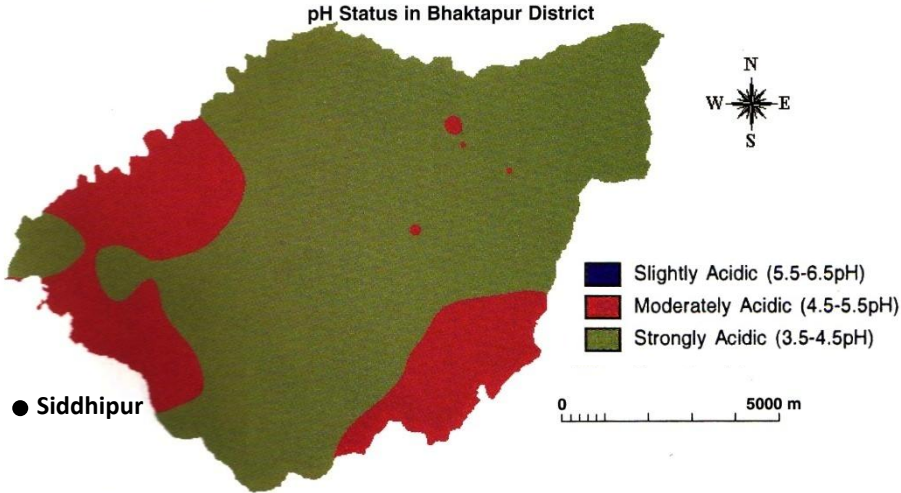 pH Status in Bhaktapur District
N
W E
S
Slightly Acidic (5.5-6.5pH)
Moderately Acidic (4.5-5.5pH)
Strongly Acidic (3.5-4.5pH)
Siddhipur
0 5000 m